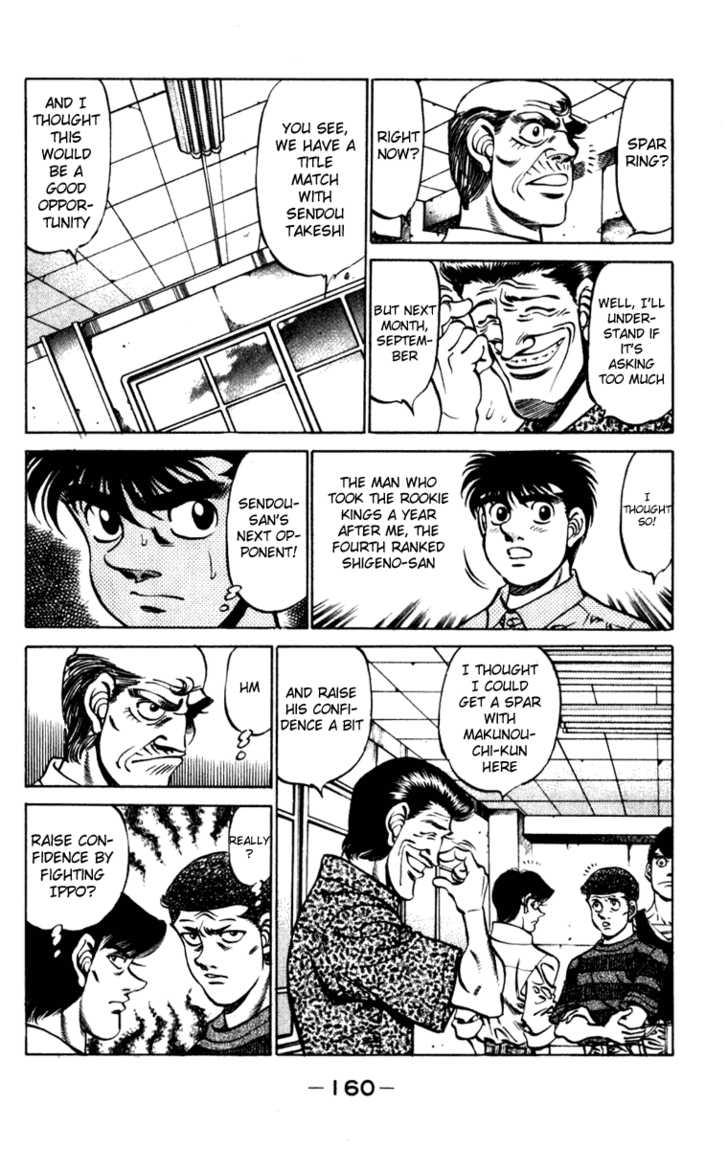 SPAR
RING?
RIGHT
NOW?
YOU SEE,
WE HAVE A
TITLE
MATCH
WITH
SENDOU
TAKESHI
AND I
THOUGHT
THIS
WOULD
BE A
GOOD
OPPOR-
TUNITY
WELL, I'LL
UNDER-
STAND IF
IT'S
ASKING
TOO MUCH
BUT NEXT
MONTH,
SEPTEM-
BER
I
THOUGHT
SO!
THE MAN WHO
TOOK THE ROOKIE
KINGS A YEAR
AFTER ME, THE
FOURTH RANKED
SHIGENO-SAN
SENDOU-
SAN'S
NEXT OP-
PONENT!
I THOUGHT
I COULD
GET A SPAR
WITH
MAKUNOU-
CHI-KUN
HERE
AND RAISE
HIS CONFI-
DENCE A BIT
HM
REALLY
?
RAISE CON-
FIDENCE BY
FIGHTING
IPPO?
—160—